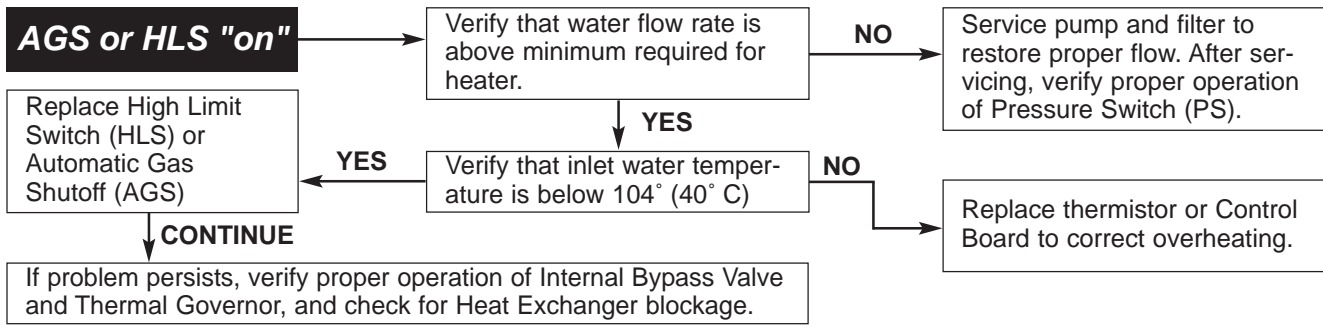 AGS or HLS "on"
Verify that water flow rate is
above minimum required for
heater.
NO
Service pump and filter to
restore proper flow. After ser-
vicing, verify proper operation
of Pressure Switch (PS).
YES
Verify that inlet water temper-
ature is below 104˚ (40˚ C)
NO
Replace thermistor or Control
Board to correct overheating.
YES
Replace High Limit
Switch (HLS) or
Automatic Gas
Shutoff (AGS)
CONTINUE
If problem persists, verify proper operation of Internal Bypass Valve
and Thermal Governor, and check for Heat Exchanger blockage.